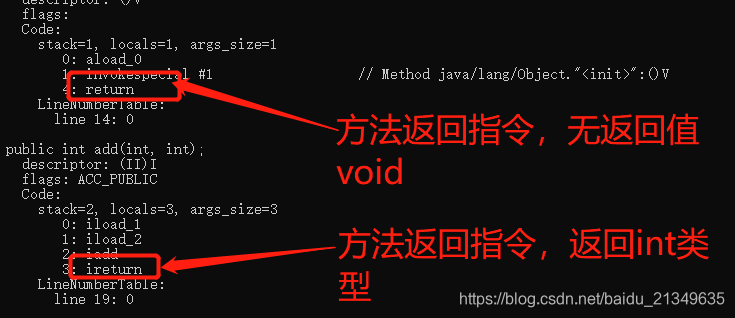 descriptor: ()V
flags:
Code:
stack=1, locals=1, args_size=1
0: aload_0
1: invokespecial #1 // Method java/lang/Object."<init>":()V
4: return
LineNumberTable:
line 14: 0
方法返回指令，无返回值
void
public int add(int, int);
descriptor: (II)I
flags: ACC_PUBLIC
Code:
stack=2, locals=3, args_size=3
0: iload_1
1: iload_2
2: iadd
3: ireturn
LineNumberTable:
line 19: 0
方法返回指令，返回int类
型
https://blog.csdn.net/baidu_21349635